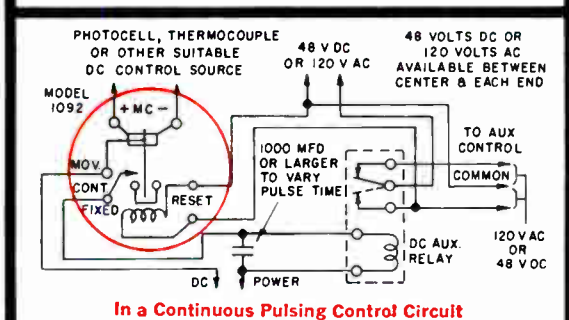 PHOTOCELL, THERMOCOUPLE
OR OTHER SUITABLE
DC CONTROL SOURCE
48 V DC
OR 120 V AC
48 VOLTS DC OR
120 VOLTS AC
AVAILABLE BETWEEN
CENTER & EACH END
MODEL
1092
+MC-
MOV.
CONT.
FIXED
RESET
1000 MFD
OR LARGER
TO VARY
PULSE TIME
TO AUX
CONTROL
COMMON
DC AUX.
RELAY
120 V AC
OR
48 V DC
DC
POWER
In a Continuous Pulsing Control Circuit